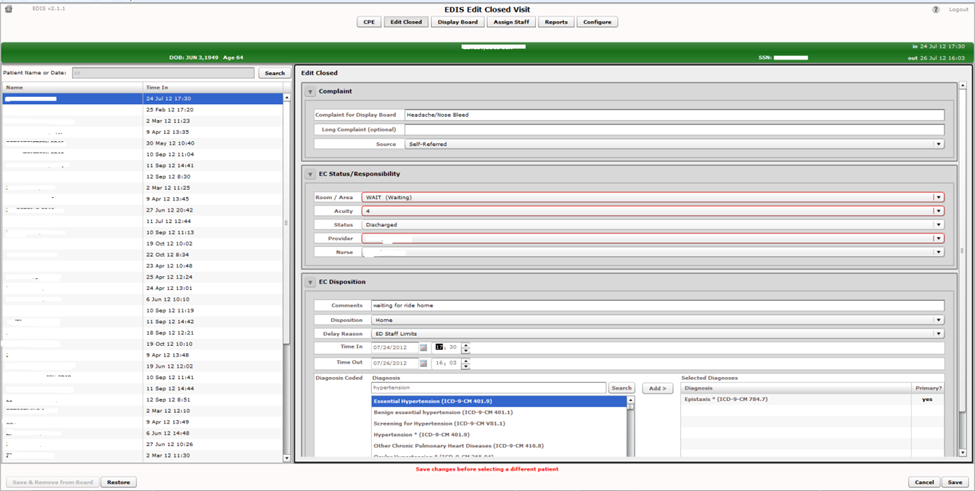 EDIS v2.1.1
EDIS Edit Closed Visit
? Logout
CPE Edit Closed Display Board Assign Staff Reports Configure
in 24 Jul 12 17:30
DOB: JUN 3,1949 Age 64 SSN: out 26 Jul 12 16:03
Patient Name or Date: Search
Name Time In
24 Jul 12 17:30
25 Feb 12 17:20
2 Mar 12 11:23
9 Apr 12 13:35
30 May 12 10:40
10 Sep 12 11:04
11 Sep 12 14:41
12 Sep 12 8:30
2 Mar 12 11:25
9 Apr 12 13:45
27 Jun 12 20:42
11 Jul 12 12:44
10 Sep 12 11:13
19 Oct 12 10:02
22 Oct 12 8:34
23 Apr 12 10:48
25 Apr 12 12:24
24 Apr 12 13:01
6 Jun 12 10:10
10 Sep 12 11:19
11 Sep 12 14:42
18 Sep 12 12:21
19 Oct 12 10:10
9 Apr 12 13:48
19 Jun 12 12:02
10 Sep 12 11:41
11 Sep 12 14:44
12 Sep 12 8:51
2 Mar 12 12:10
9 Apr 12 13:49
27 Jun 12 10:26
2 Mar 12 11:30
Edit Closed
Complaint
Complaint for Display Board Headache/Nose Bleed
Long Complaint (optional)
Source Self-Referred
EC Status/Responsibility
Room / Area WAIT (Waiting)
Acuity 4
Status Discharged
Provider
Nurse
EC Disposition
Comments waiting for ride home
Disposition Home
Delay Reason ED Staff Limits
Time In 07/24/2012 17: 30
Time Out 07/26/2012 16: 03
Diagnosis Coded Diagnosis Selected Diagnoses
hypertension Search Add > Diagnosis Primary?
Essential Hypertension (ICD-9-CM 401.9) Epistaxis * (ICD-9-CM 784.7) yes
Benign essential hypertension (ICD-9-CM 401.1)
Screening for Hypertension (ICD-9-CM V81.1)
Hypertension * (ICD-9-CM 401.9)
Other Chronic Pulmonary Heart Diseases (ICD-9-CM 416.8)
Save changes before selecting a different patient
Save & Remove from Board Restore Cancel Save